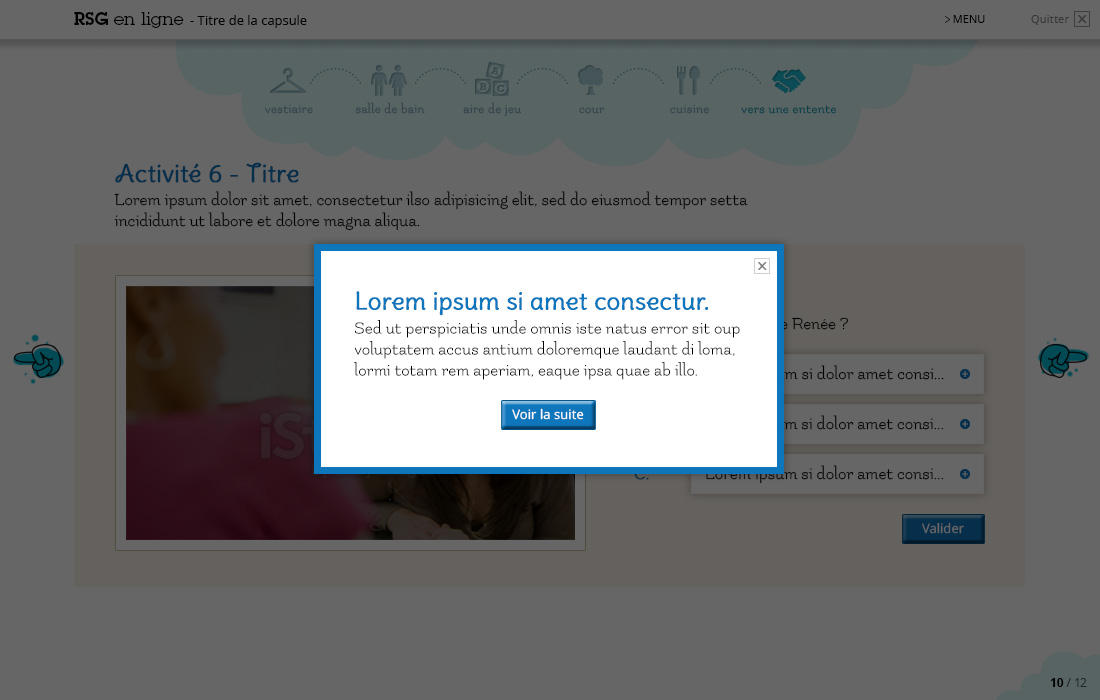 RSG en ligne - Titre de la capsule
> MENU
Quitter
vestiaire
salle de bain
aire de jeu
cour
cuisine
vers une entente
A
B C
Activité 6 - Titre
Lorem ipsum dolor sit amet, consectetur ilso adipisicing elit, sed do eiusmod tempor setta
incididunt ut labore et dolore magna aliqua.
Lorem ipsum si amet consectur.
Sed ut perspiciatis unde omnis iste natus error sit oup
voluptatem accus antium doloremque laudant di loma,
lormi totam rem aperiam, eaque ipsa quae ab illo.
Voir la suite
Renée ?
si dolor amet consi...
si dolor amet consi...
C. Lorem ipsum si dolor amet consi...
Valider
10 / 12